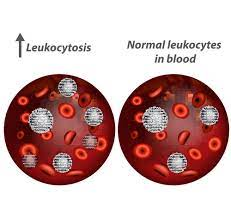 Leukocytosis
Normal leukocytes
in blood